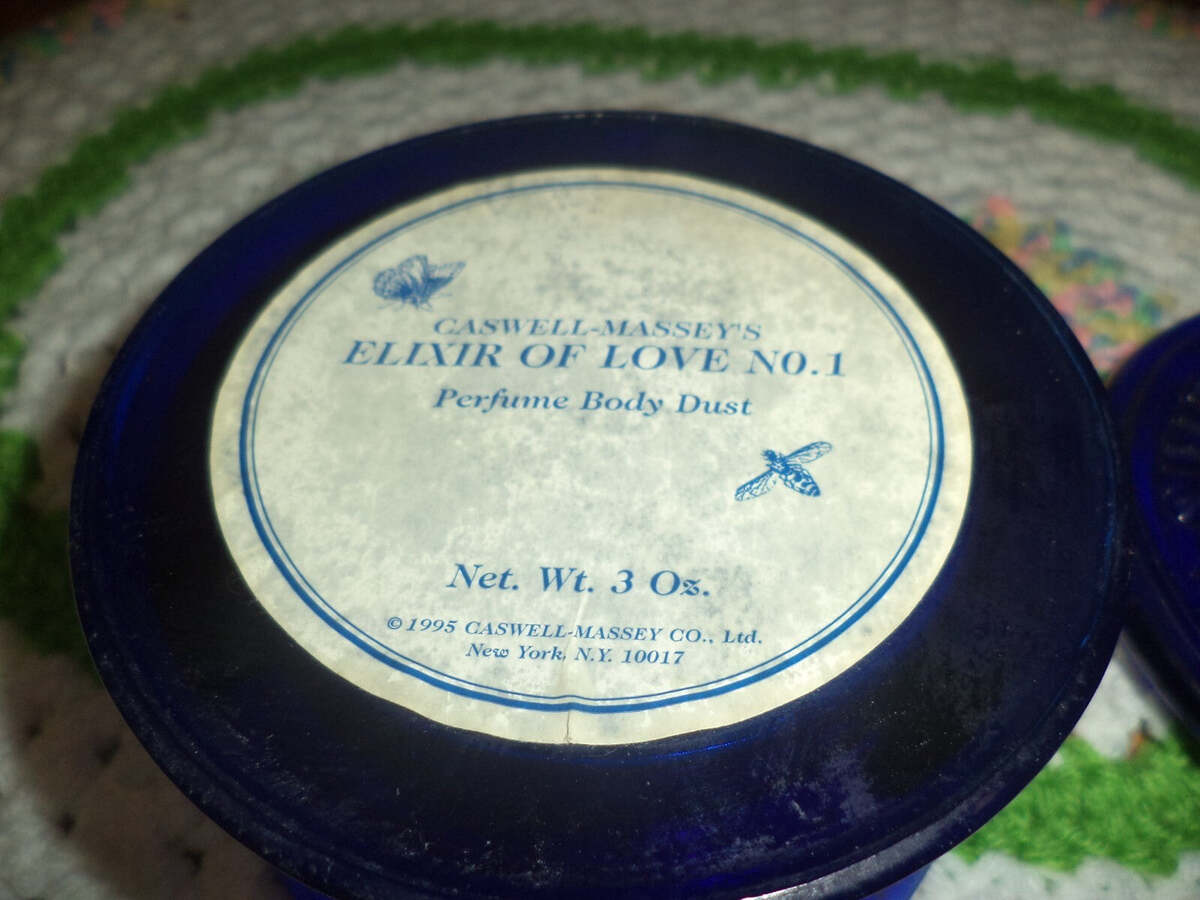 CASWELL-MASSEY'S
ELIXIR OF LOVE NO.1
Perfume Body Dust
Net. Wt. 3 Oz.
© 1995 CASWELL-MASSEY CO., Ltd.
New York, N.Y. 10017